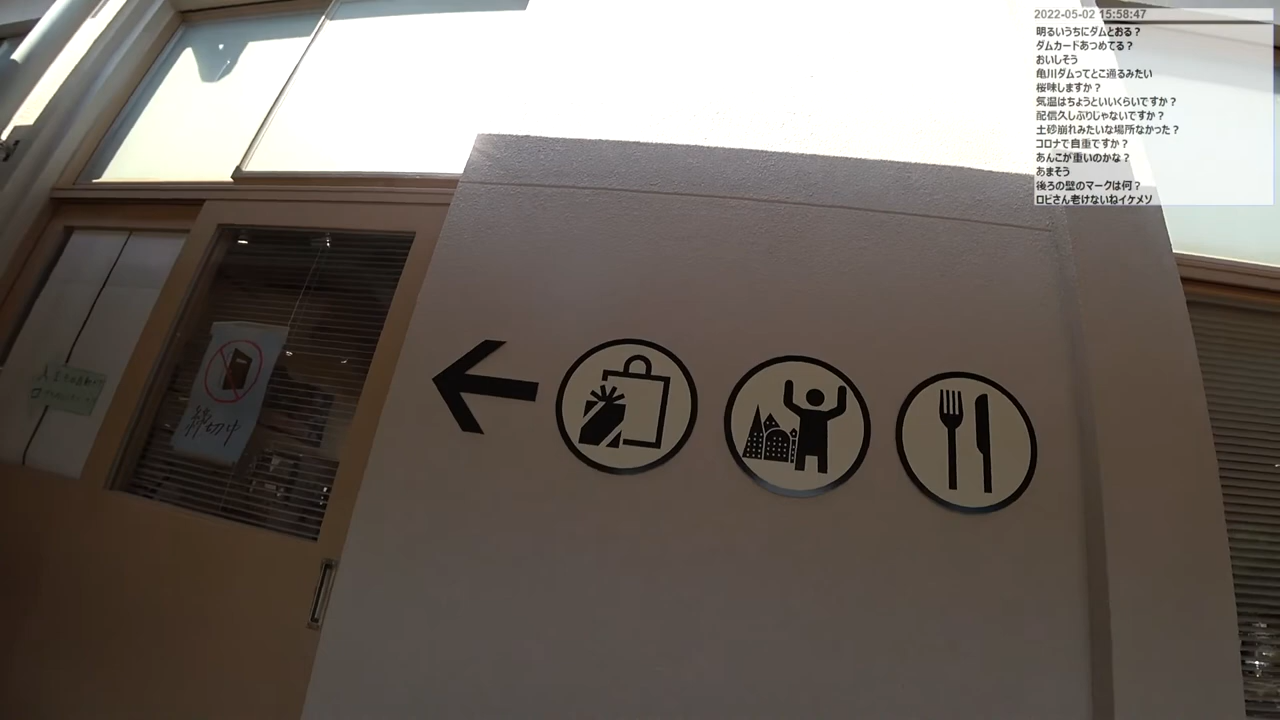 2022-05-02 15:58:47
明るいうちにダムとおる？
ダムカードあつめてる？
おいしそう
亀川ダムってとこ通るみたい
桜味しますか？
気温はちょうといいくらいですか？
配信久しぶりじゃないですか？
土砂崩れみたいな場所なかった？
コロナで自重ですか？
あんこが重いのかな？
あまそう
後ろの壁のマークは何？
ロビさん老けないねイケメソ
締切中